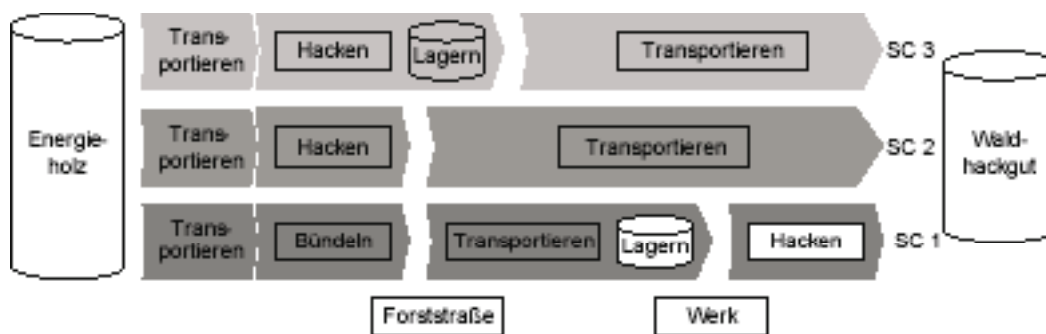 Energie-
holz
Trans-
portieren
Hacken
Lagern
Transportieren
SC 3
Trans-
portieren
Hacken
Transportieren
SC 2
Trans-
portieren
Bündeln
Transportieren
Lagern
Hacken
SC 1
Wald-
hackgut
Forststraße
Werk